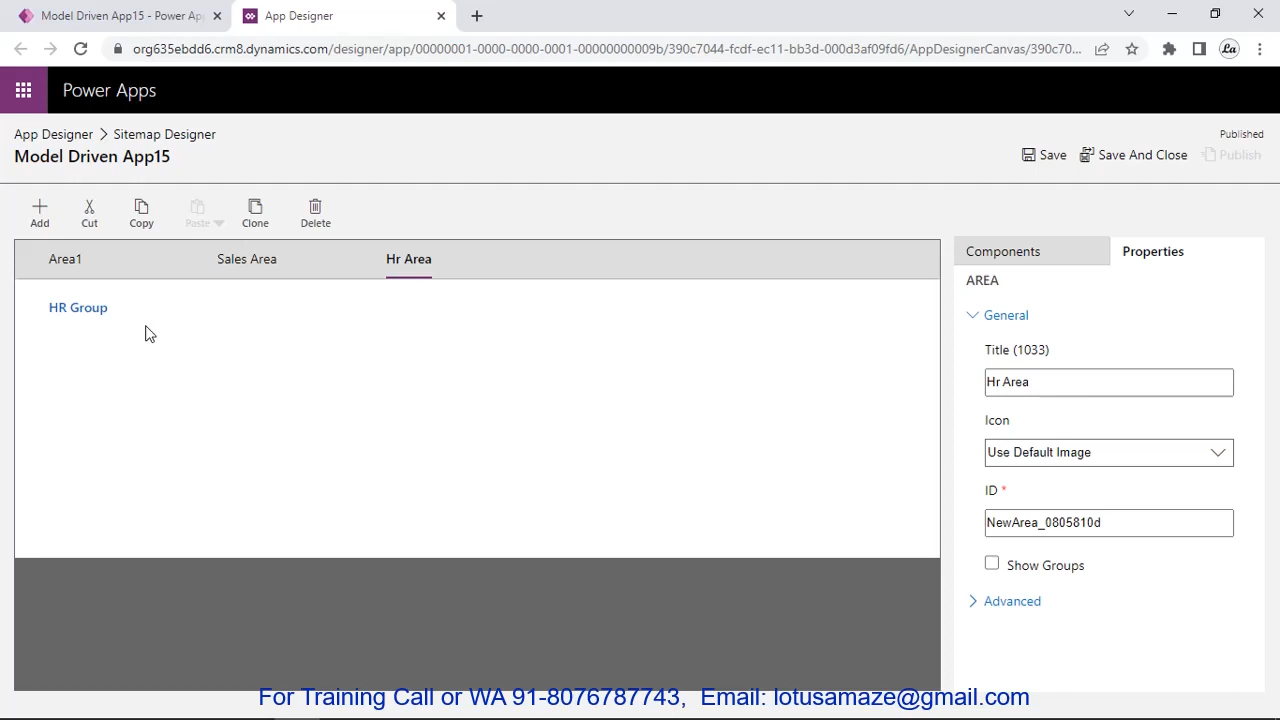 Model Driven App15 - Power Ap
App Designer
org635ebdd6.crm8.dynamics.com/designer/app/00000001-0000-0000-0001-00000000009b/390c7044-fcdf-ec11-bb3d-000d3af09fd6/AppDesignerCanvas/390c70...
La
Power Apps
App Designer > Sitemap Designer
Published
Model Driven App15
Save
Save And Close
Publish
Add
Cut
Copy
Paste
Clone
Delete
Area1
Sales Area
Hr Area
Components
Properties
AREA
HR Group
General
Title (1033)
Hr Area
Icon
Use Default Image
ID *
NewArea_0805810d
Show Groups
Advanced
For Training Call or WA 91-8076787743, Email: lotusamaze@gmail.com